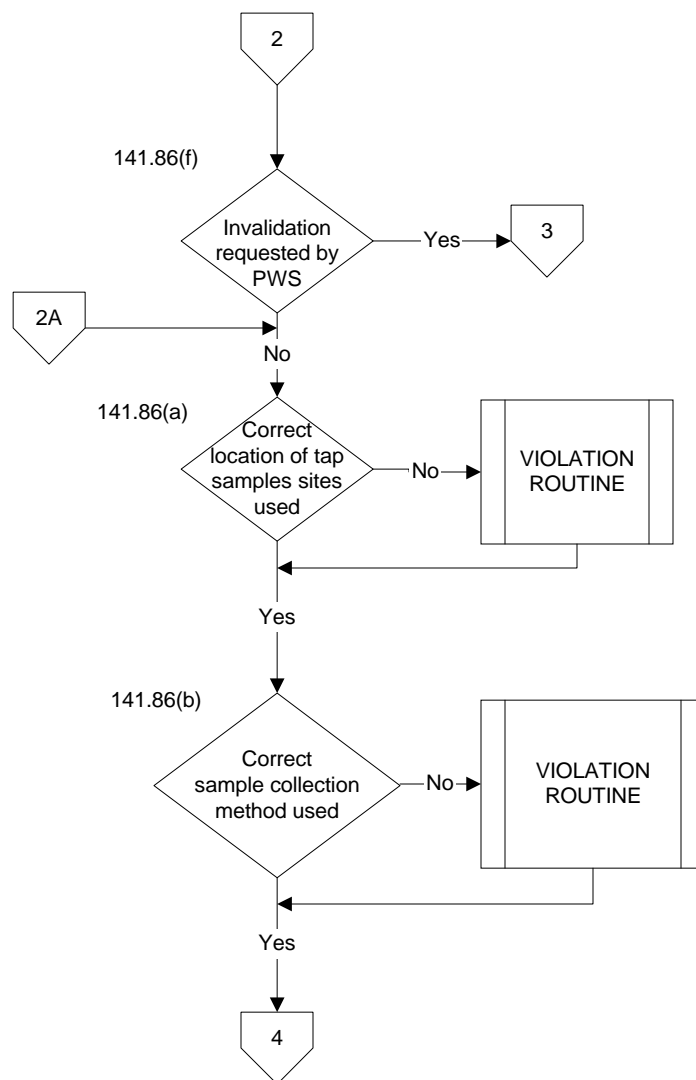 2
141.86(f)
Invalidation
requested by
PWS
Yes
3
2A
No
141.86(a)
Correct
location of tap
samples sites
used
No
VIOLATION
ROUTINE
Yes
141.86(b)
Correct
sample collection
method used
No
VIOLATION
ROUTINE
Yes
4